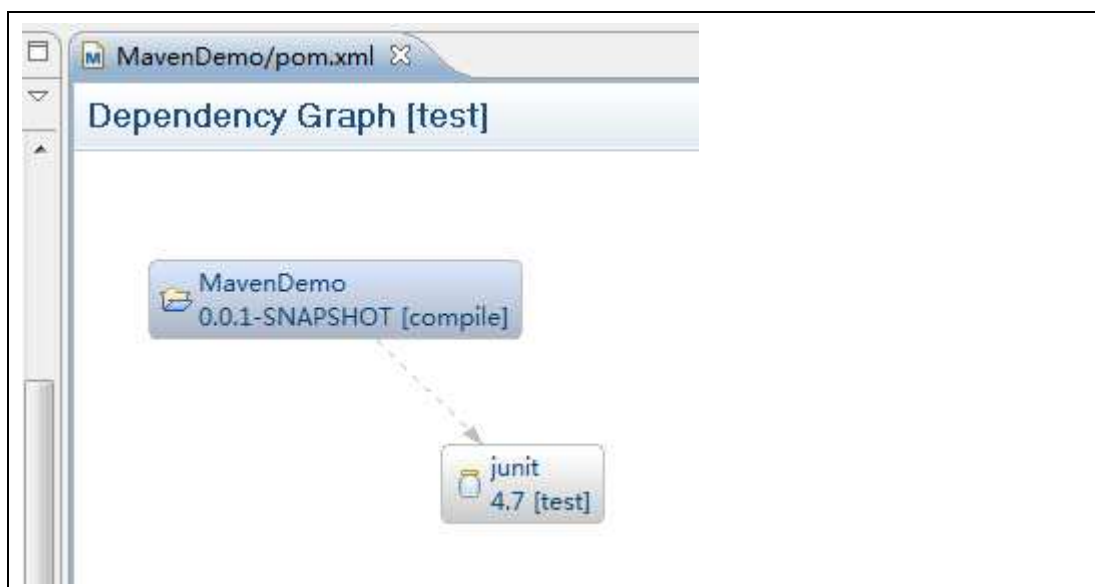 MavenDemo/pom.xml
Dependency Graph [test]
MavenDemo
0.0.1-SNAPSHOT [compile]
junit
4.7 [test]